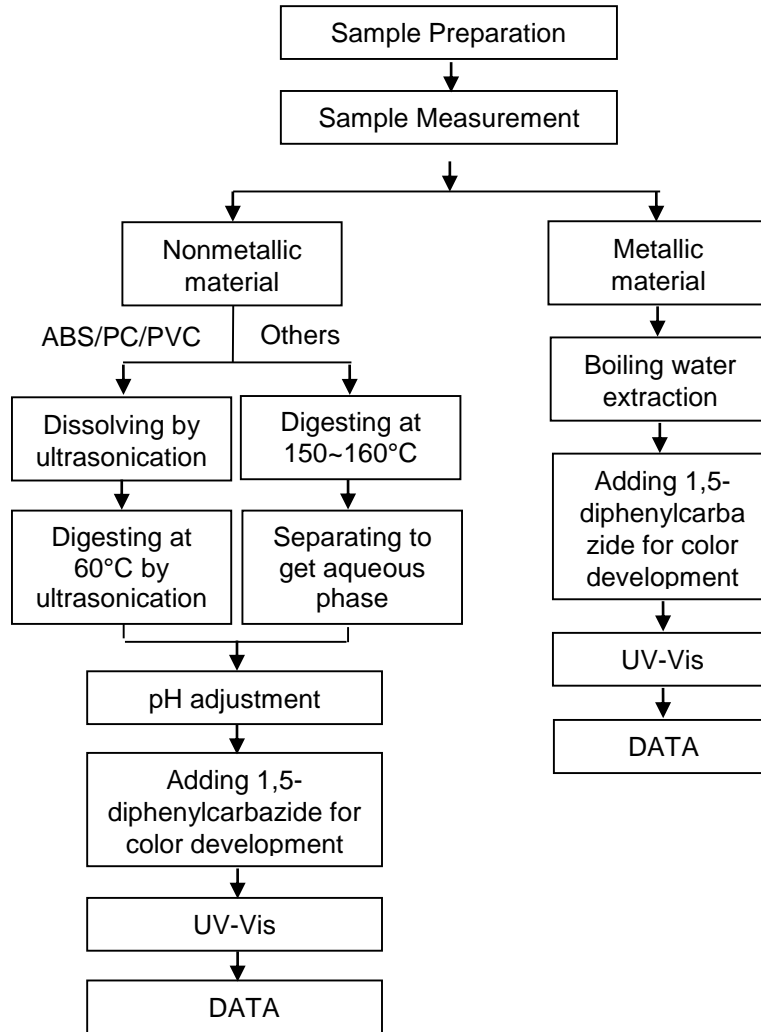 Sample Preparation
Sample Measurement
Nonmetallic
material
Metallic
material
ABS/PC/PVC
Others
Boiling water
extraction
Dissolving by
ultrasonication
Digesting at
150~160°C
Adding 1,5-
diphenylcarba
zide for color
development
Digesting at
60°C by
ultrasonication
Separating to
get aqueous
phase
UV-Vis
pH adjustment
DATA
Adding 1,5-
diphenylcarbazide for
color development
UV-Vis
DATA